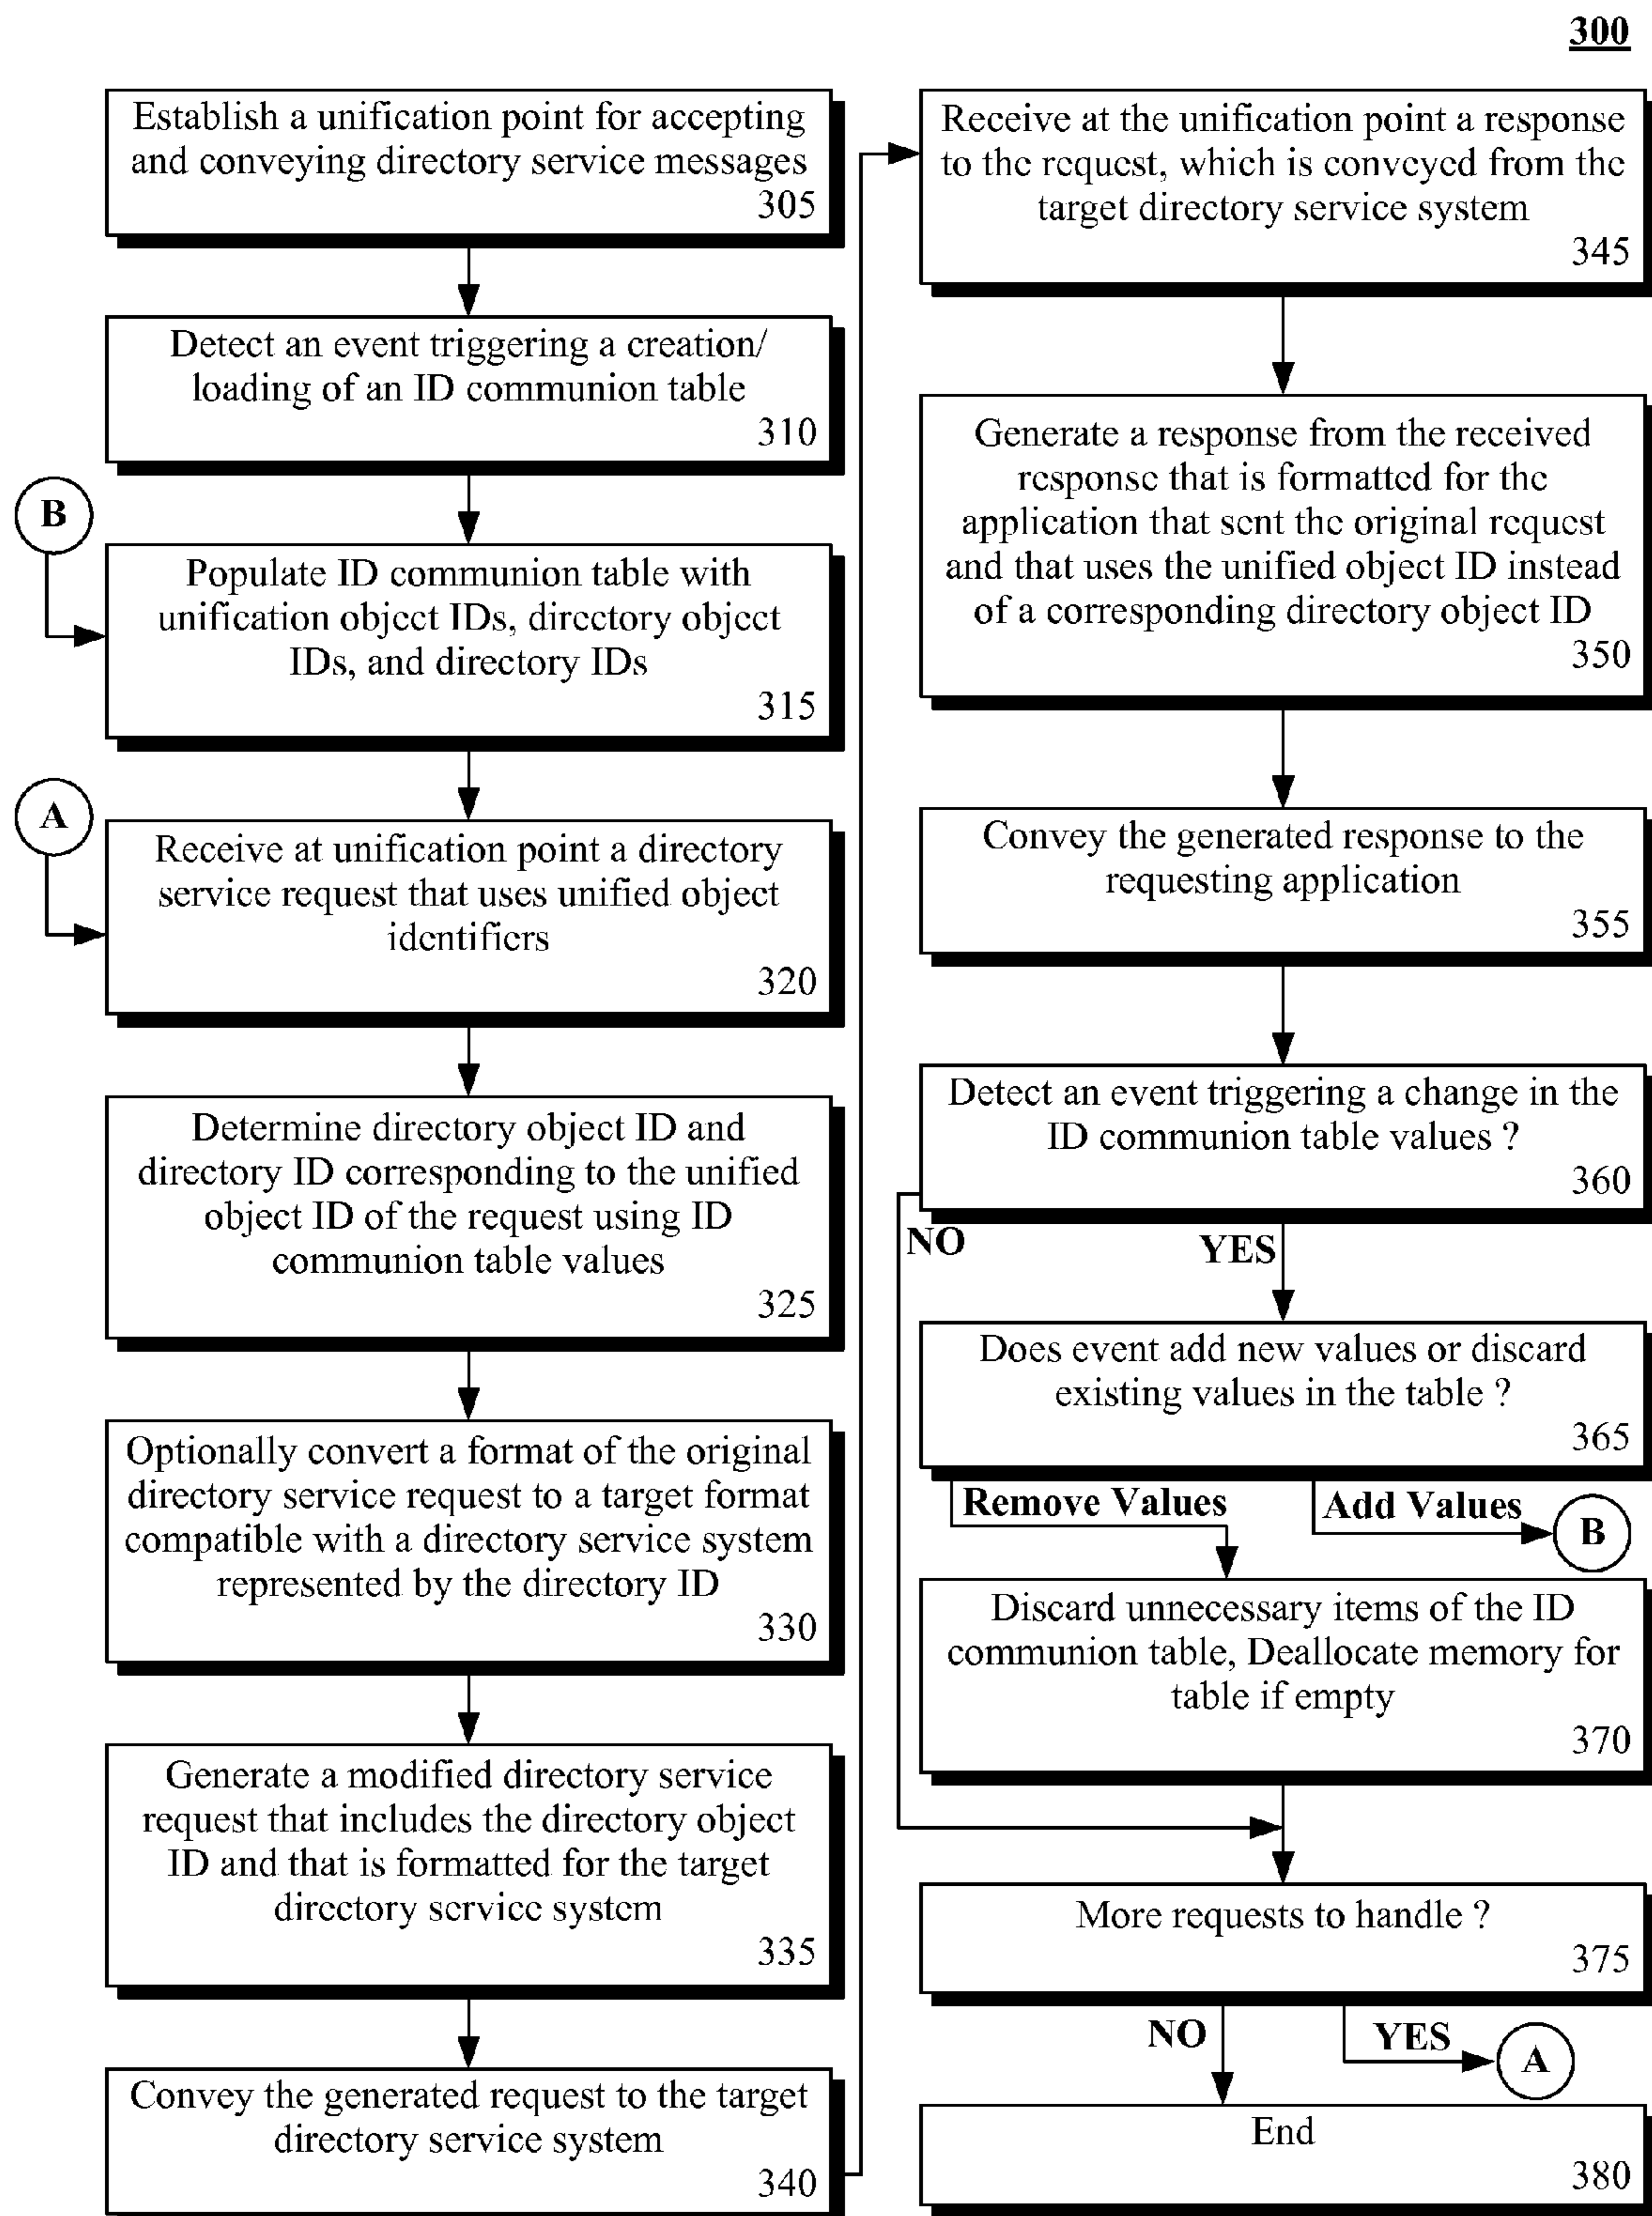 300
Establish a unification point for accepting
and conveying directory service messages
305
Detect an event triggering a creation/
loading of an ID communion table
310
B
Populate ID communion table with
unification object IDs, directory object
IDs, and directory IDs
315
A
Receive at unification point a directory
service request that uses unified object
identifiers
320
Determine directory object ID and
directory ID corresponding to the unified
object ID of the request using ID
communion table values
325
Optionally convert a format of the original
directory service request to a target format
compatible with a directory service system
represented by the directory ID
330
Generate a modified directory service
request that includes the directory object
ID and that is formatted for the target
directory service system
335
Convey the generated request to the target
directory service system
340
Receive at the unification point a response
to the request, which is conveyed from the
target directory service system
345
Generate a response from the received
response that is formatted for the
application that sent the original request
and that uses the unified object ID instead
of a corresponding directory object ID
350
Convey the generated response to the
requesting application
355
Detect an event triggering a change in the
ID communion table values ?
360
NO
YES
Does event add new values or discard
existing values in the table ?
365
Remove Values
Add Values
B
Discard unnecessary items of the ID
communion table, Deallocate memory for
table if empty
370
More requests to handle ?
375
NO
YES
A
End
380